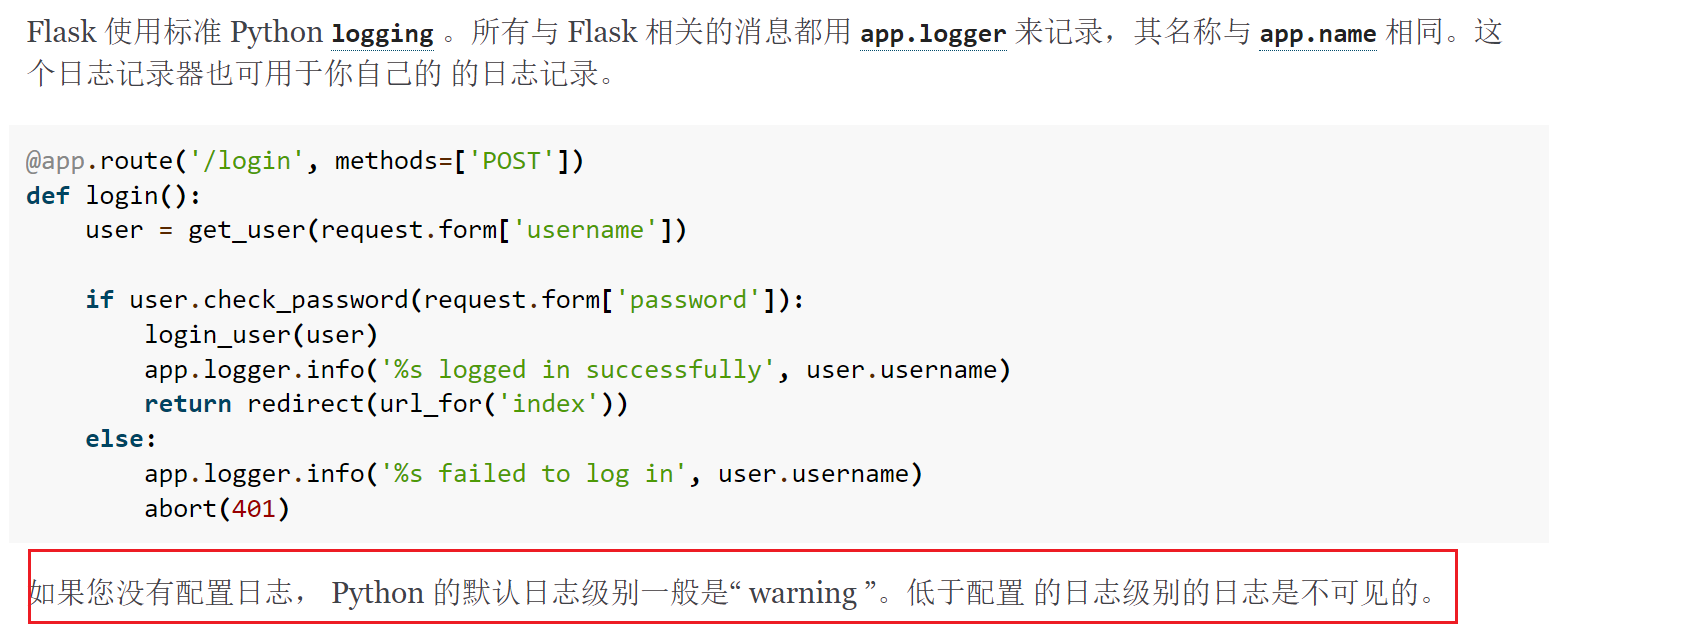 Flask 使用标准 Python logging 。所有与 Flask 相关的消息都用 app.logger 来记录，其名称与 app.name 相同。这
个日志记录器也可用于你自己的 的日志记录。
@app.route('/login', methods=['POST'])
def login():
    user = get_user(request.form['username'])

    if user.check_password(request.form['password']):
        login_user(user)
        app.logger.info('%s logged in successfully', user.username)
        return redirect(url_for('index'))
    else:
        app.logger.info('%s failed to log in', user.username)
        abort(401)
如果您没有配置日志， Python 的默认日志级别一般是“ warning ”。低于配置 的日志级别的日志是不可见的。